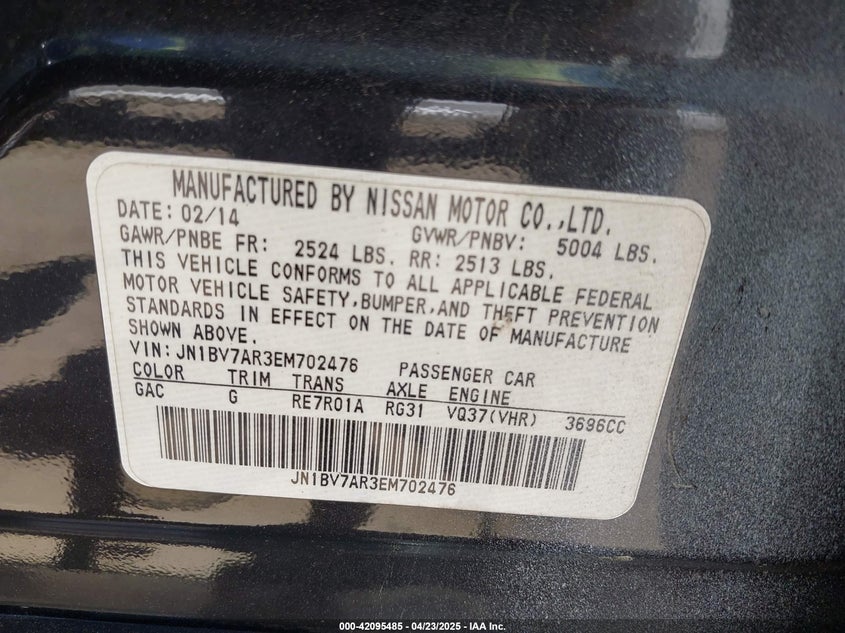 MANUFACTURED BY NISSAN MOTOR CO.,LTD.
DATE: 02/14 GVWR/PNBV: 5004 LBS.
GAWR/PNBE FR: 2524 LBS. RR: 2513 LBS.
THIS VEHICLE CONFORMS TO ALL APPLICABLE FEDERAL
MOTOR VEHICLE SAFETY,BUMPER,AND THEFT PREVENTION
STANDARDS IN EFFECT ON THE DATE OF MANUFACTURE
SHOWN ABOVE.
VIN:JN1BV7AR3EM702476 PASSENGER CAR
COLOR TRIM TRANS AXLE ENGINE
GAC G RE7R01A RG31 VQ37(VHR) 3696CC
JN1BV7AR3EM702476
000-42095485 - 04/23/2025 - IAA Inc.